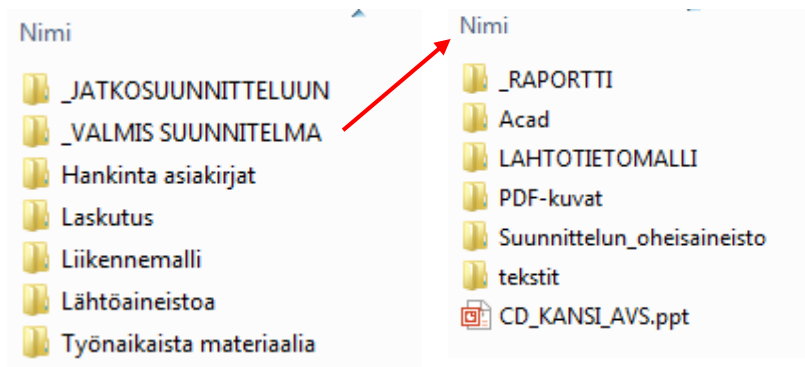 Nimi
_JATKOSUUNNITTELUUN
_VALMIS SUUNNITELMA
Hankinta asiakirjat
Laskutus
Liikennemalli
Lähtöaineistoa
Työnaikaista materiaalia
Nimi
_RAPORTTI
Acad
LAHTOTIETOMALLI
PDF-kuvat
Suunnittelun_oheisaineisto
tekstit
CD_KANSI_AVS.ppt